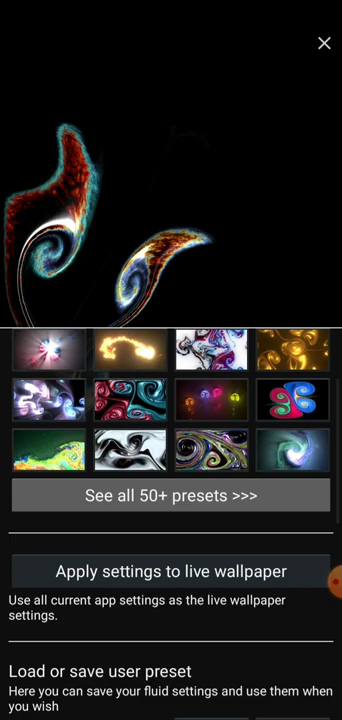 See all 50+ presets >>>
Apply settings to live wallpaper
Use all current app settings as the live wallpaper
settings.
Load or save user preset
Here you can save your fluid settings and use them when
you wish